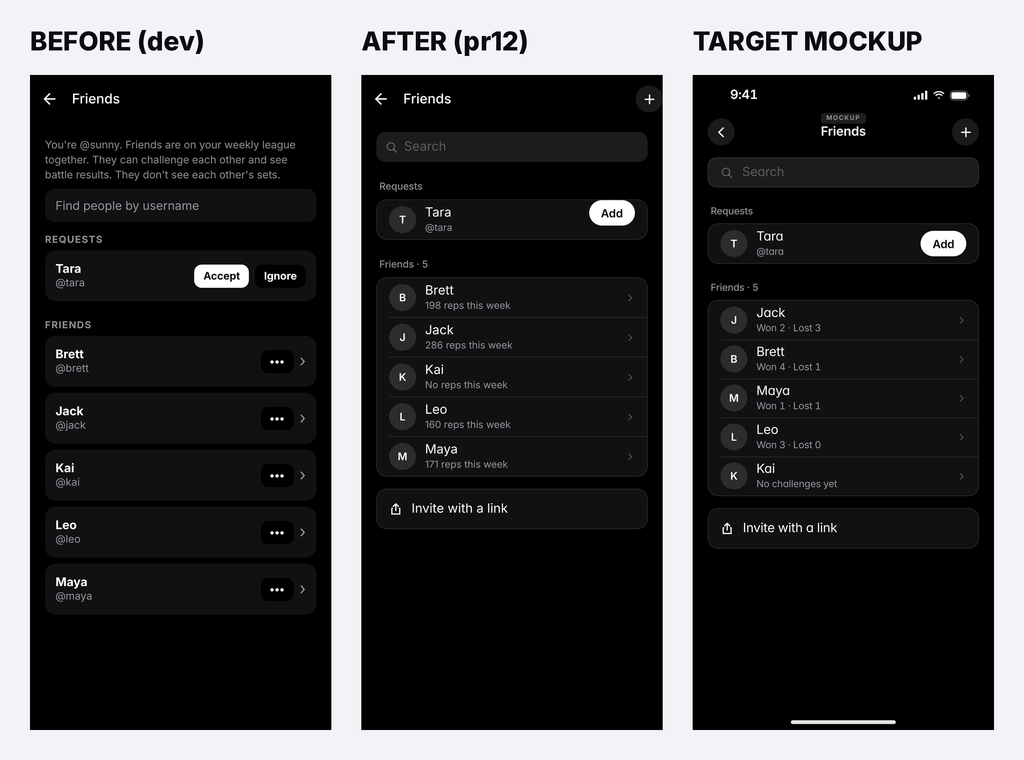 BEFORE (dev)
Friends
You're @sunny. Friends are on your weekly league
together. They can challenge each other and see
battle results. They don't see each other's sets.
Find people by username
REQUESTS
Tara
@tara
Accept
Ignore
FRIENDS
Brett
@brett
Jack
@jack
Kai
@kai
Leo
@leo
Maya
@maya
AFTER (pr12)
Friends
Search
Requests
T
Tara
@tara
Add
Friends · 5
B
Brett
198 reps this week
J
Jack
286 reps this week
K
Kai
No reps this week
L
Leo
160 reps this week
M
Maya
171 reps this week
Invite with a link
TARGET MOCKUP
9:41
MOCKUP
Friends
Search
Requests
T
Tara
@tara
Add
Friends · 5
J
Jack
Won 2 · Lost 3
B
Brett
Won 4 · Lost 1
M
Maya
Won 1 · Lost 1
L
Leo
Won 3 · Lost 0
K
Kai
No challenges yet
Invite with a link